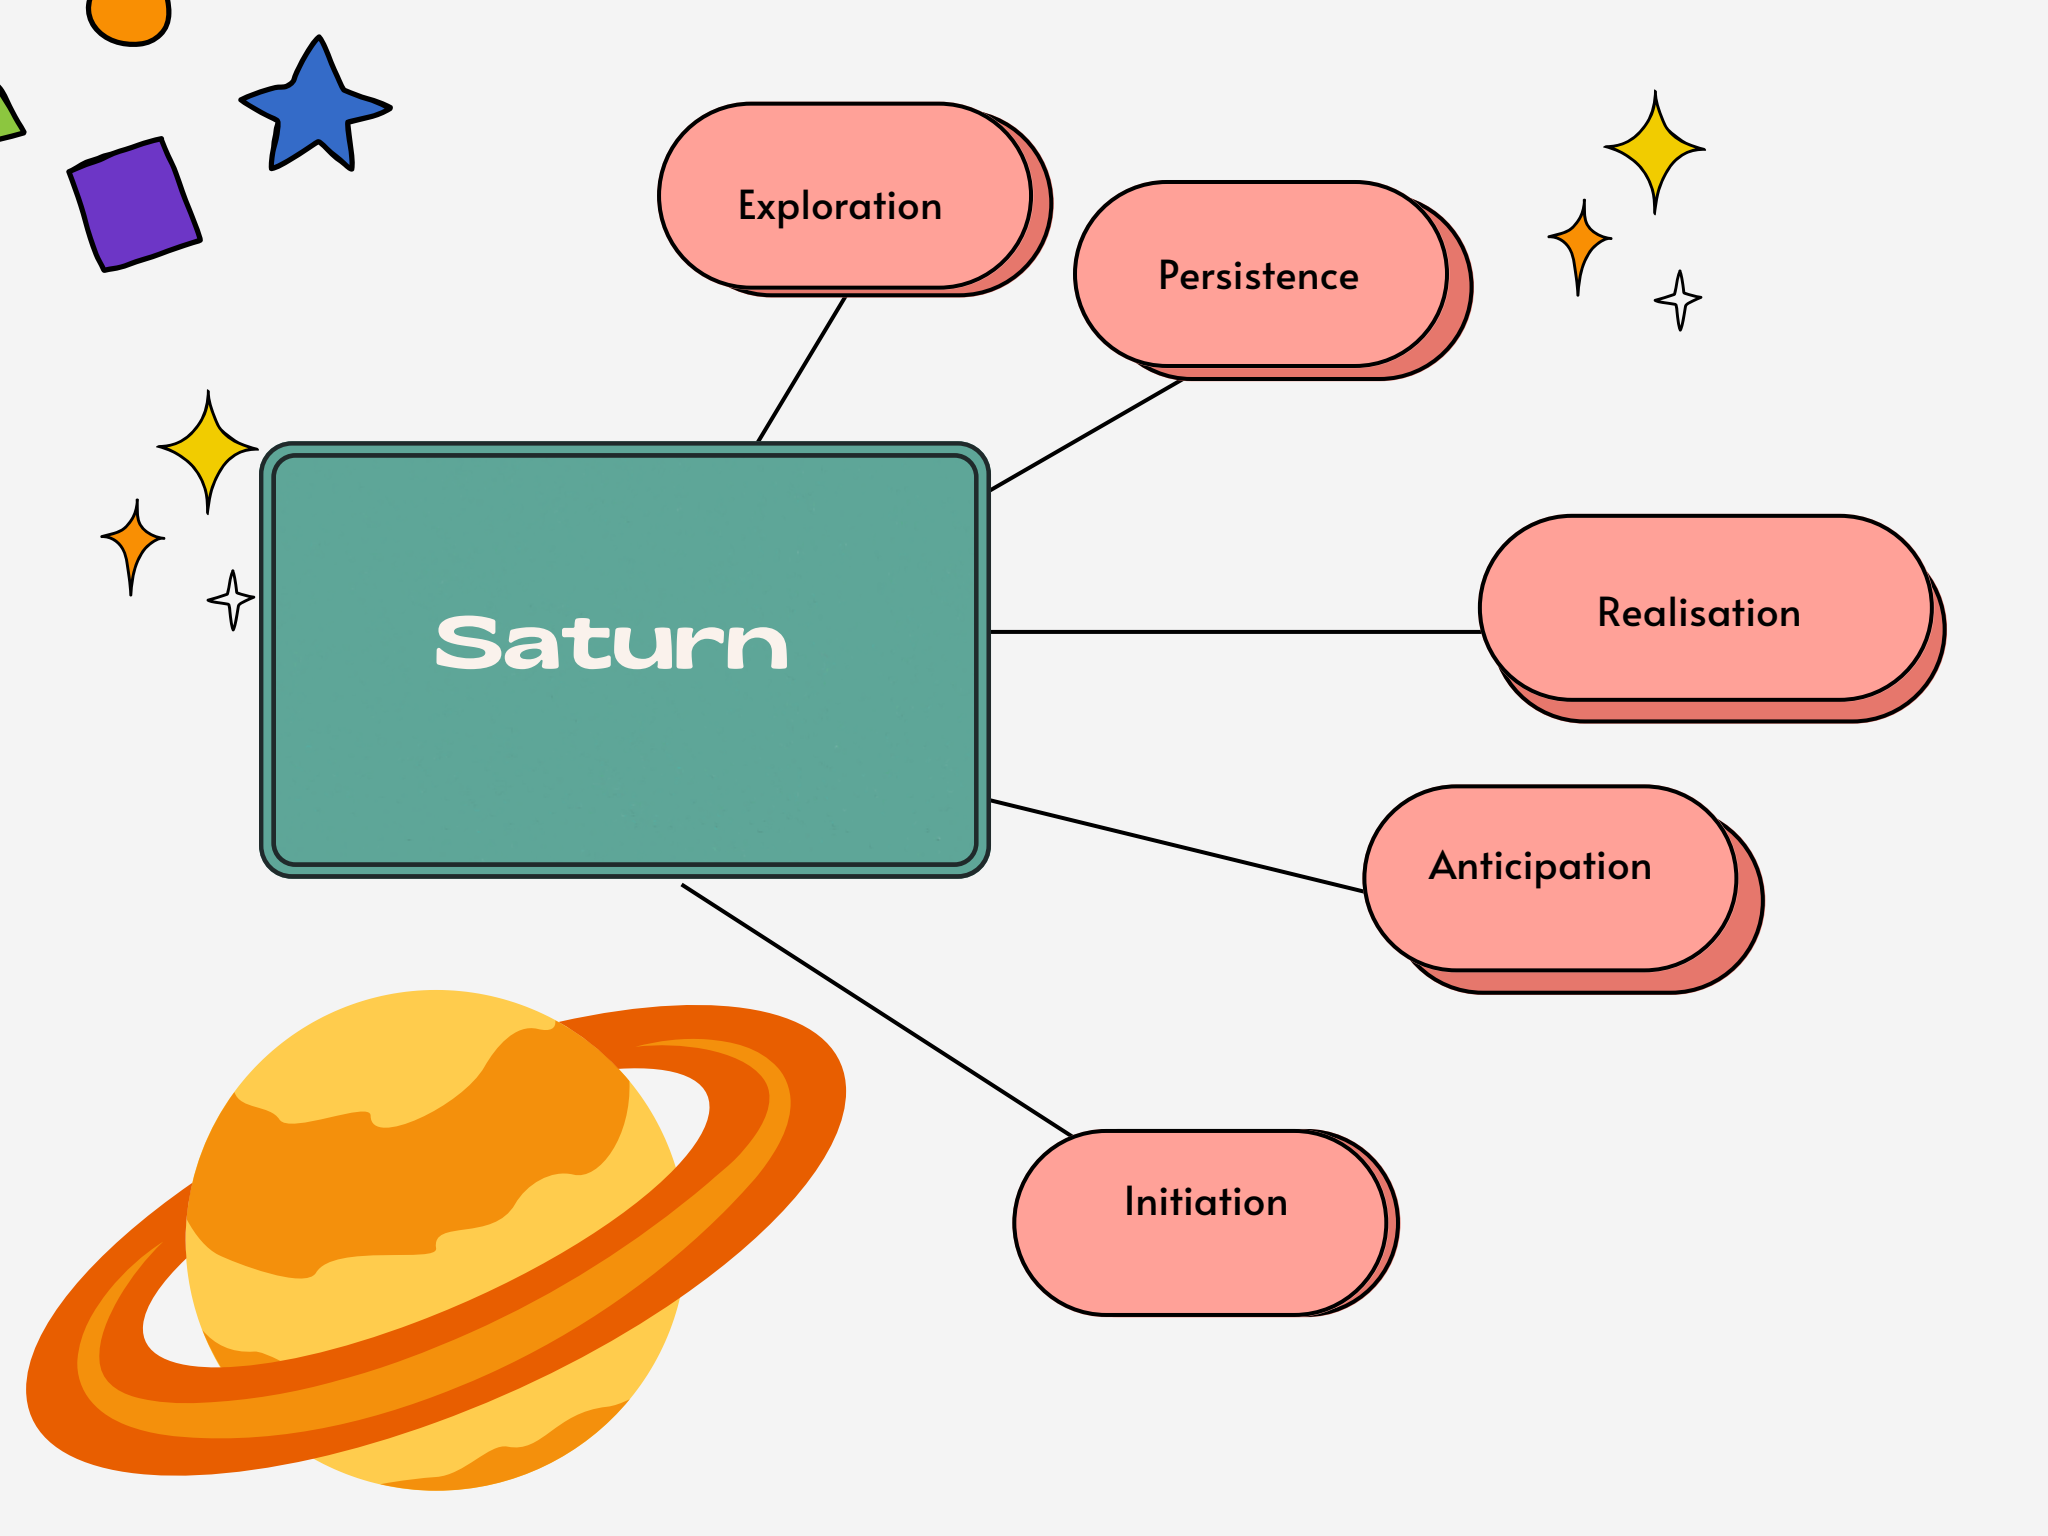 Exploration
Persistence
Saturn
Realisation
Anticipation
Initiation